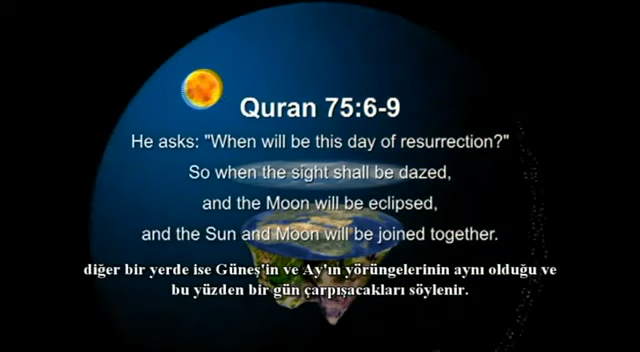 Quran 75:6-9
He asks: "When will be this day of resurrection?"
So when the sight shall be dazed,
and the Moon will be eclipsed,
and the Sun and Moon will be joined together.
diğer bir yerde ise Güneş'in ve Ay'ın yörüngelerinin aynı olduğu ve
bu yüzden bir gün çarpışacakları söylenir.